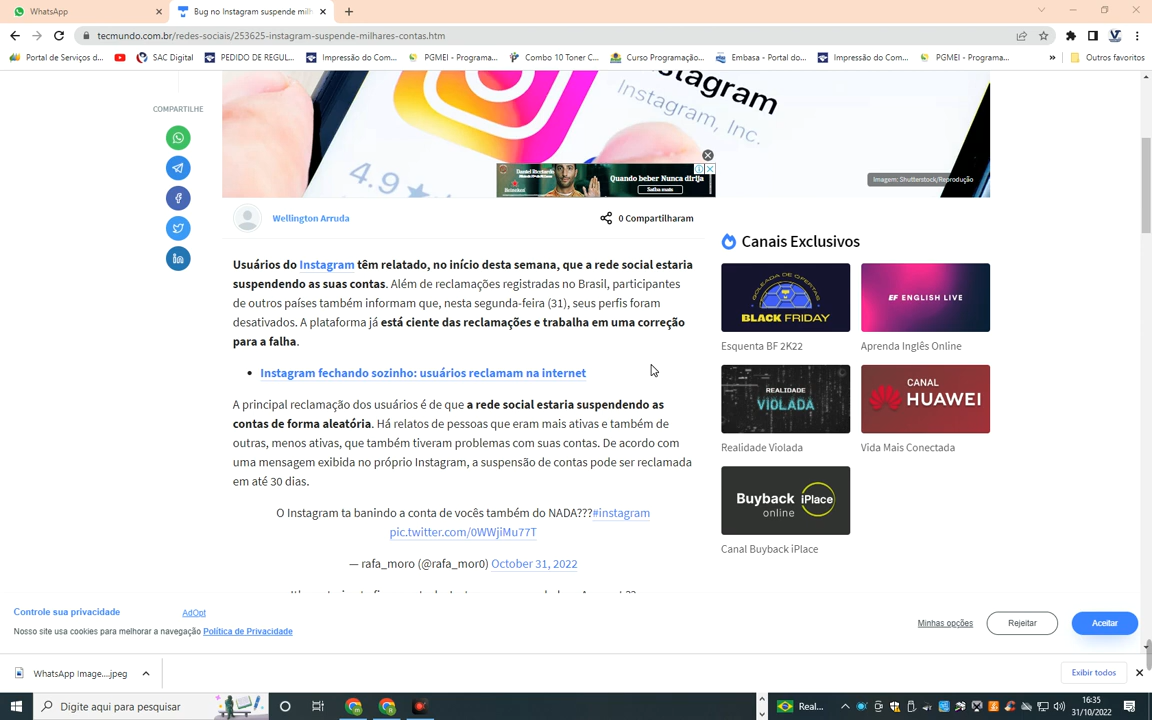 WhatsApp
Bug no Instagram suspende milh
tecmundo.com.br/redes-sociais/253625-instagram-suspende-milhares-contas.htm
Portal de Serviços d...
SAC Digital
PEDIDO DE REGUL...
Impressão do Com...
PGMEI - Programa...
Combo 10 Toner C...
Curso Programação...
Embasa - Portal do...
Impressão do Com...
PGMEI - Programa...
»
Outros favoritos
COMPARTILHE
stagram
Instagram, Inc.
4.9
Daniel Ricciardo
Quando beber Nunca dirija
Saiba mais
Imagem: Shutterstock/Reprodução
Wellington Arruda
0 Compartilharam
Usuários do Instagram têm relatado, no início desta semana, que a rede social estaria
suspendendo as suas contas. Além de reclamações registradas no Brasil, participantes
de outros países também informam que, nesta segunda-feira (31), seus perfis foram
desativados. A plataforma já está ciente das reclamações e trabalha em uma correção
para a falha.
• Instagram fechando sozinho: usuários reclamam na internet
A principal reclamação dos usuários é de que a rede social estaria suspendendo as
contas de forma aleatória. Há relatos de pessoas que eram mais ativas e também de
outras, menos ativas, que também tiveram problemas com suas contas. De acordo com
uma mensagem exibida no próprio Instagram, a suspensão de contas pode ser reclamada
em até 30 dias.
O Instagram ta banindo a conta de vocês também do NADA???#instagram
pic.twitter.com/0WWjiMu77T
— rafa_moro (@rafa_mor0) October 31, 2022
Canais Exclusivos
GOLEADA DE OFERTAS
BLACK FRIDAY
Esquenta BF 2K22
EF ENGLISH LIVE
Aprenda Inglês Online
REALIDADE
VIOLADA
Realidade Violada
CANAL
HUAWEI
Vida Mais Conectada
Buyback iPlace
online
Canal Buyback iPlace
Controle sua privacidade
AdOpt
Nosso site usa cookies para melhorar a navegação Política de Privacidade
Minhas opções
Rejeitar
Aceitar
WhatsApp Image....jpeg
Exibir todos
Digite aqui para pesquisar
Real...
16:35
31/10/2022